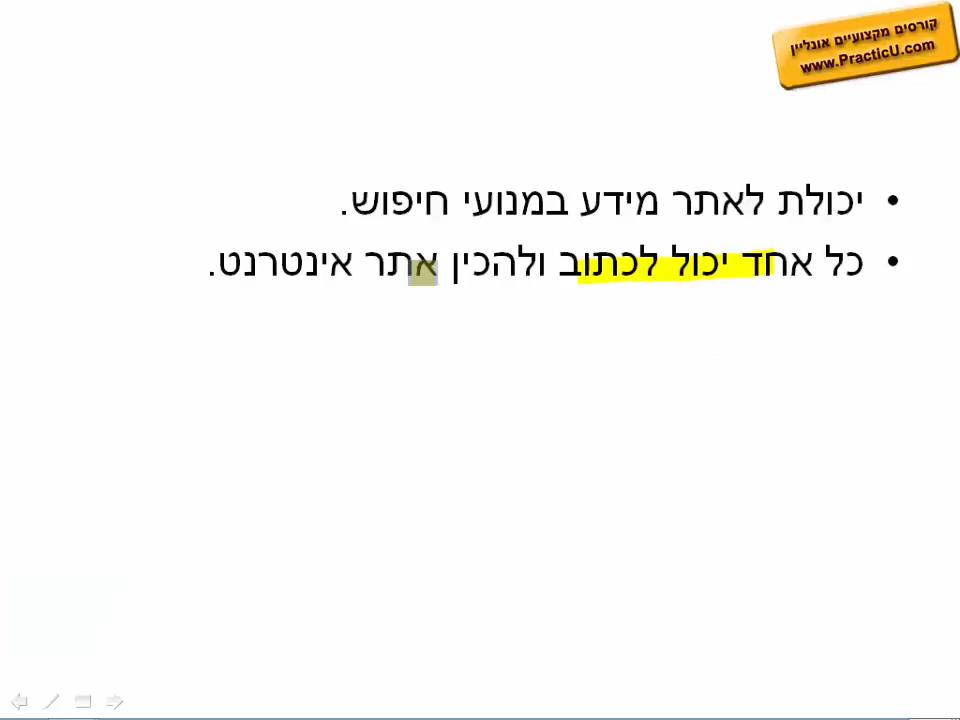 קורסים מקצועיים אונליין
www.PracticU.com
• יכולת לאתר מידע במנועי חיפוש.
• כל אחד יכול לכתוב ולהכין אתר אינטרנט.